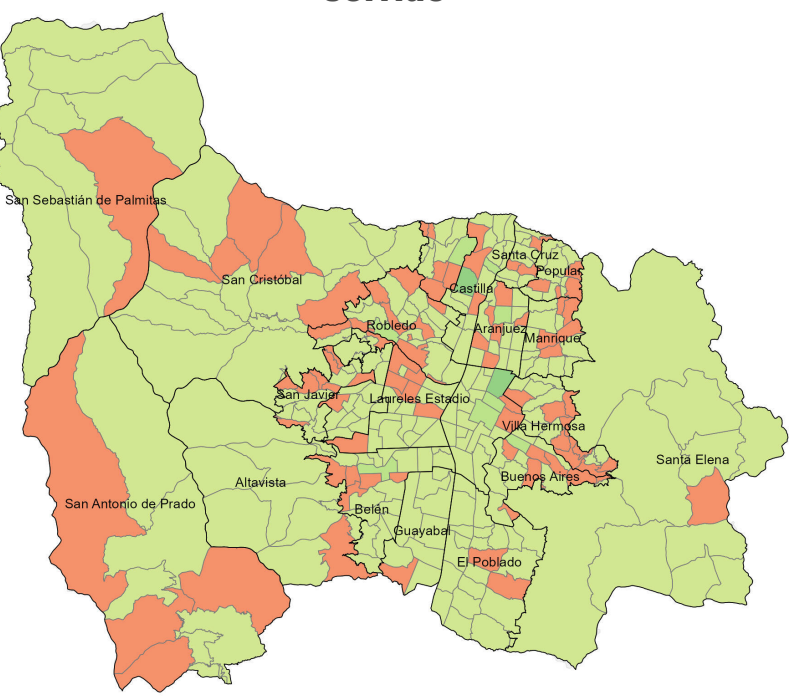 San Sebastián de Palmitas
San Cristóbal
Santa Cruz
Popular
Castilla
Robledo
Aranjuez
Manrique
San Javier
Laureles Estadio
Villa Hermosa
Santa Elena
Altavista
Buenos Aires
San Antonio de Prado
Belén
Guayabal
El Poblado